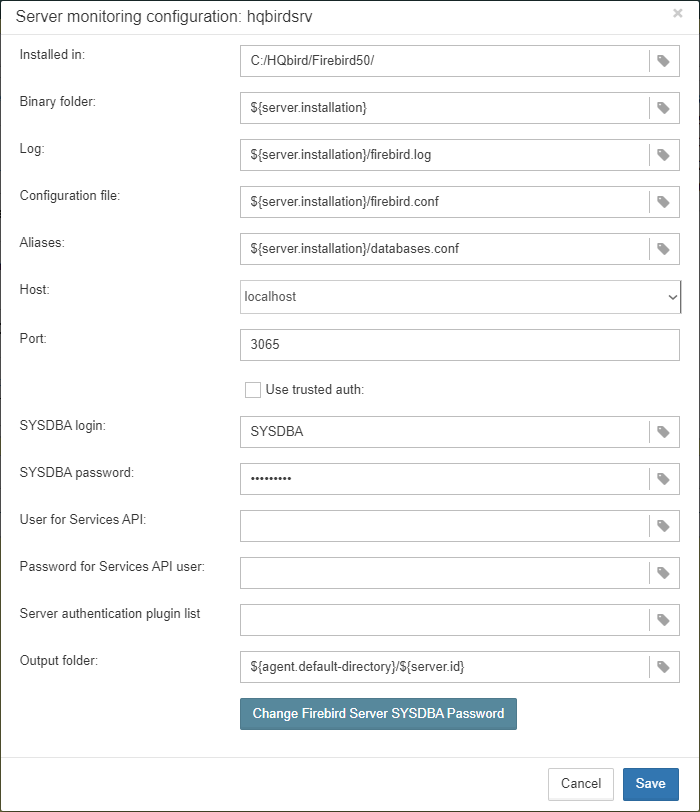 Server monitoring configuration: hqbirdsrv ×
Installed in: C:/HQbird/Firebird50/
Binary folder: ${server.installation}
Log: ${server.installation}/firebird.log
Configuration file: ${server.installation}/firebird.conf
Aliases: ${server.installation}/databases.conf
Host: localhost
Port: 3065
Use trusted auth:
SYSDBA login: SYSDBA
SYSDBA password: •••••••••
User for Services API:
Password for Services API user:
Server authentication plugin list
Output folder: ${agent.default-directory}/${server.id}
Change Firebird Server SYSDBA Password
Cancel Save